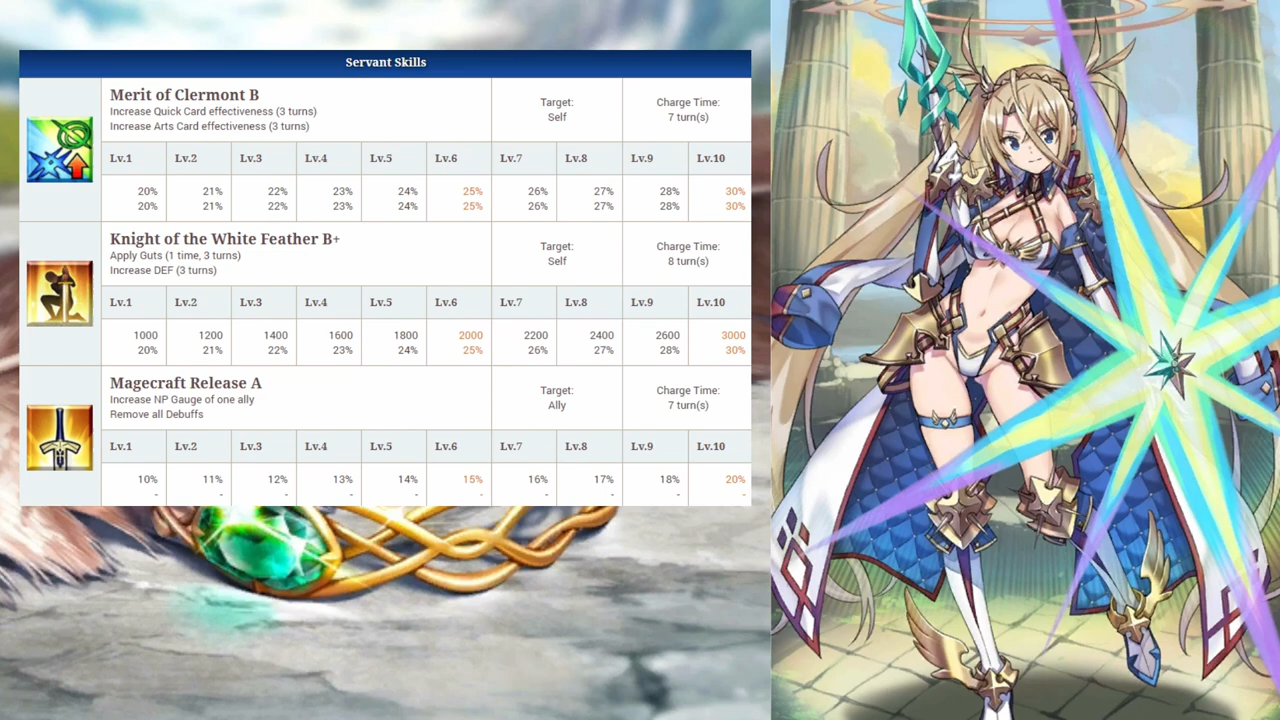 Servant Skills
Merit of Clermont B
Increase Quick Card effectiveness (3 turns)
Increase Arts Card effectiveness (3 turns)
Target:
Self
Charge Time:
7 turn(s)
Lv.1 Lv.2 Lv.3 Lv.4 Lv.5 Lv.6 Lv.7 Lv.8 Lv.9 Lv.10
20% 21% 22% 23% 24% 25% 26% 27% 28% 30%
20% 21% 22% 23% 24% 25% 26% 27% 28% 30%
Knight of the White Feather B+
Apply Guts (1 time, 3 turns)
Increase DEF (3 turns)
Target:
Self
Charge Time:
8 turn(s)
Lv.1 Lv.2 Lv.3 Lv.4 Lv.5 Lv.6 Lv.7 Lv.8 Lv.9 Lv.10
1000 1200 1400 1600 1800 2000 2200 2400 2600 3000
20% 21% 22% 23% 24% 25% 26% 27% 28% 30%
Magecraft Release A
Increase NP Gauge of one ally
Remove all Debuffs
Target:
Ally
Charge Time:
7 turn(s)
Lv.1 Lv.2 Lv.3 Lv.4 Lv.5 Lv.6 Lv.7 Lv.8 Lv.9 Lv.10
10% 11% 12% 13% 14% 15% 16% 17% 18% 20%
- - - - - - - - - -